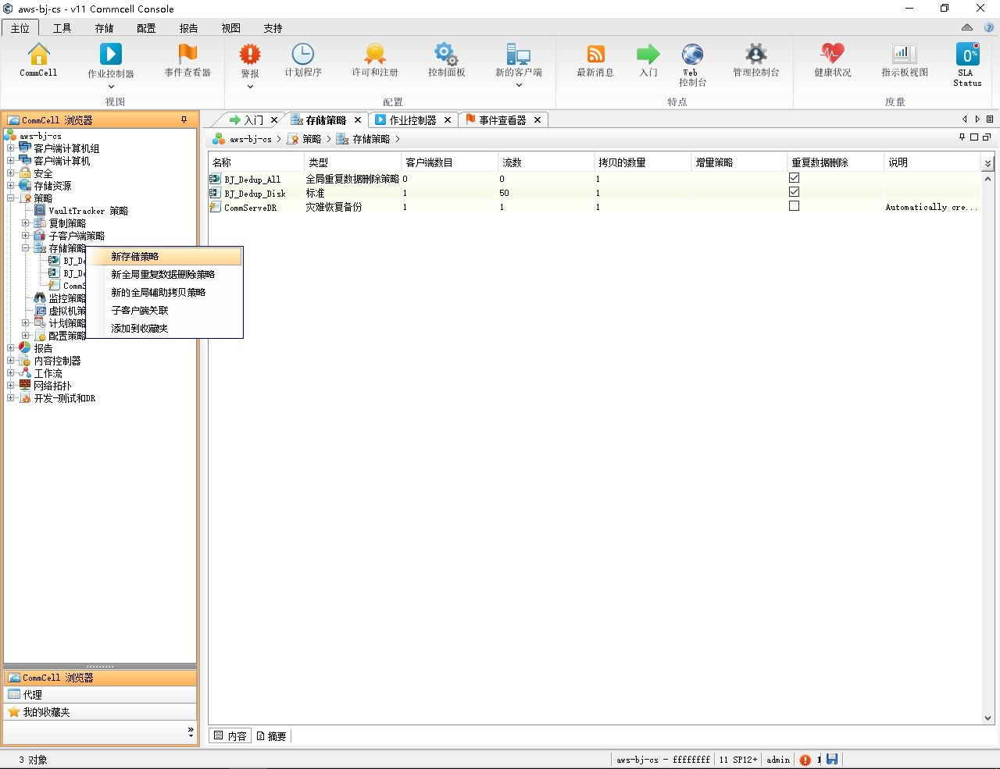 aws-bj-cs - v11 Commcell Console
主位 工具 存储 配置 报告 视图 支持
CommCell 作业控制器 事件查看器 警报 计划程序 许可和注册 控制面板 新的客户端 最新消息 入门 Web 控制台 管理控制台 健康状况 指示板视图 SLA Status
0%
视图 配置 特点 度量
CommCell 浏览器
入门 存储策略 作业控制器 事件查看器
aws-bj-cs > 策略 > 存储策略 >
aws-bj-cs
客户端计算机组
客户端计算机
安全
存储资源
策略
VaultTracker 策略
复制策略
子客户端策略
存储策略
BJ_De
BJ_De
CommS
监控策略
虚拟机策
计划策略
配置策略
报告
内容控制器
工作流
网络拓扑
开发-测试和DR
新存储策略
新全局重复数据删除策略
新的全局辅助拷贝策略
子客户端关联
添加到收藏夹
名称 类型 客户端数目 流数 拷贝的数量 增量策略 重复数据删除 说明
BJ_Dedup_All 全局重复数据删除策略 0 0 1
BJ_Dedup_Disk 标准 1 50 1
CommServeDR 灾难恢复备份 1 1 1 Automatically cre...
CommCell 浏览器
代理
我的收藏夹
内容 摘要
3 对象
aws-bj-cs - ffffffff 11 SP12+ admin 1